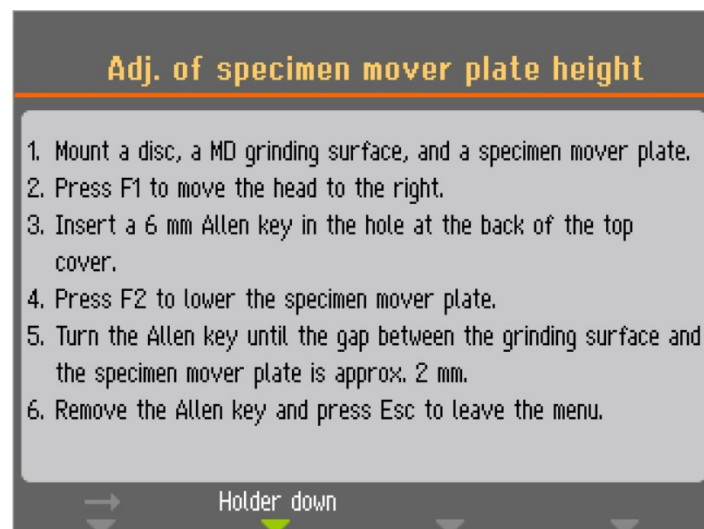 Adj. of specimen mover plate height
1. Mount a disc, a MD grinding surface, and a specimen mover plate.
2. Press F1 to move the head to the right.
3. Insert a 6 mm Allen key in the hole at the back of the top
cover.
4. Press F2 to lower the specimen mover plate.
5. Turn the Allen key until the gap between the grinding surface and
the specimen mover plate is approx. 2 mm.
6. Remove the Allen key and press Esc to leave the menu.
→ Holder down